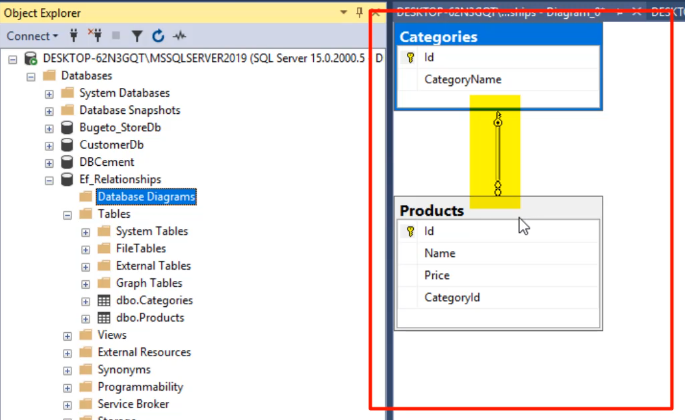 Object Explorer
Connect
DESKTOP-62N3GQT\MSSQLSERVER2019 (SQL Server 15.0.2000.5 - D
Databases
System Databases
Database Snapshots
Bugeto_StoreDb
CustomerDb
DBCement
Ef_Relationships
Database Diagrams
Tables
System Tables
FileTables
External Tables
Graph Tables
dbo.Categories
dbo.Products
Views
External Resources
Synonyms
Programmability
Service Broker
Storage
DESKTOP-62N3GQT\...ships - Diagram_0*
DESKT
Categories
Id
CategoryName
Products
Id
Name
Price
CategoryId